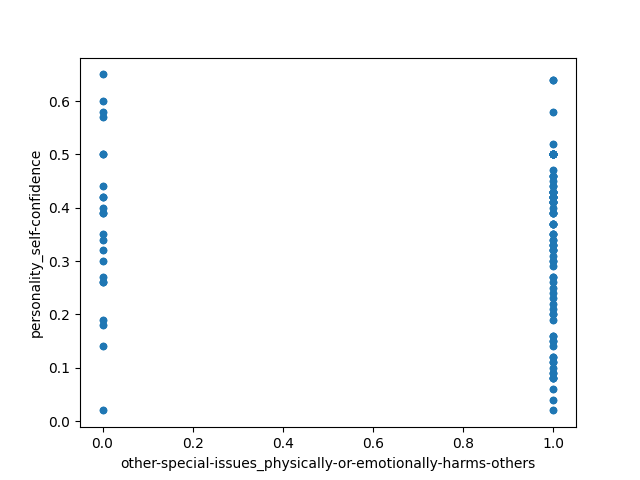 0.6
0.5
0.4
0.3
0.2
0.1
0.0
personality_self-confidence
0.0 0.2 0.4 0.6 0.8 1.0
other-special-issues_physically-or-emotionally-harms-others